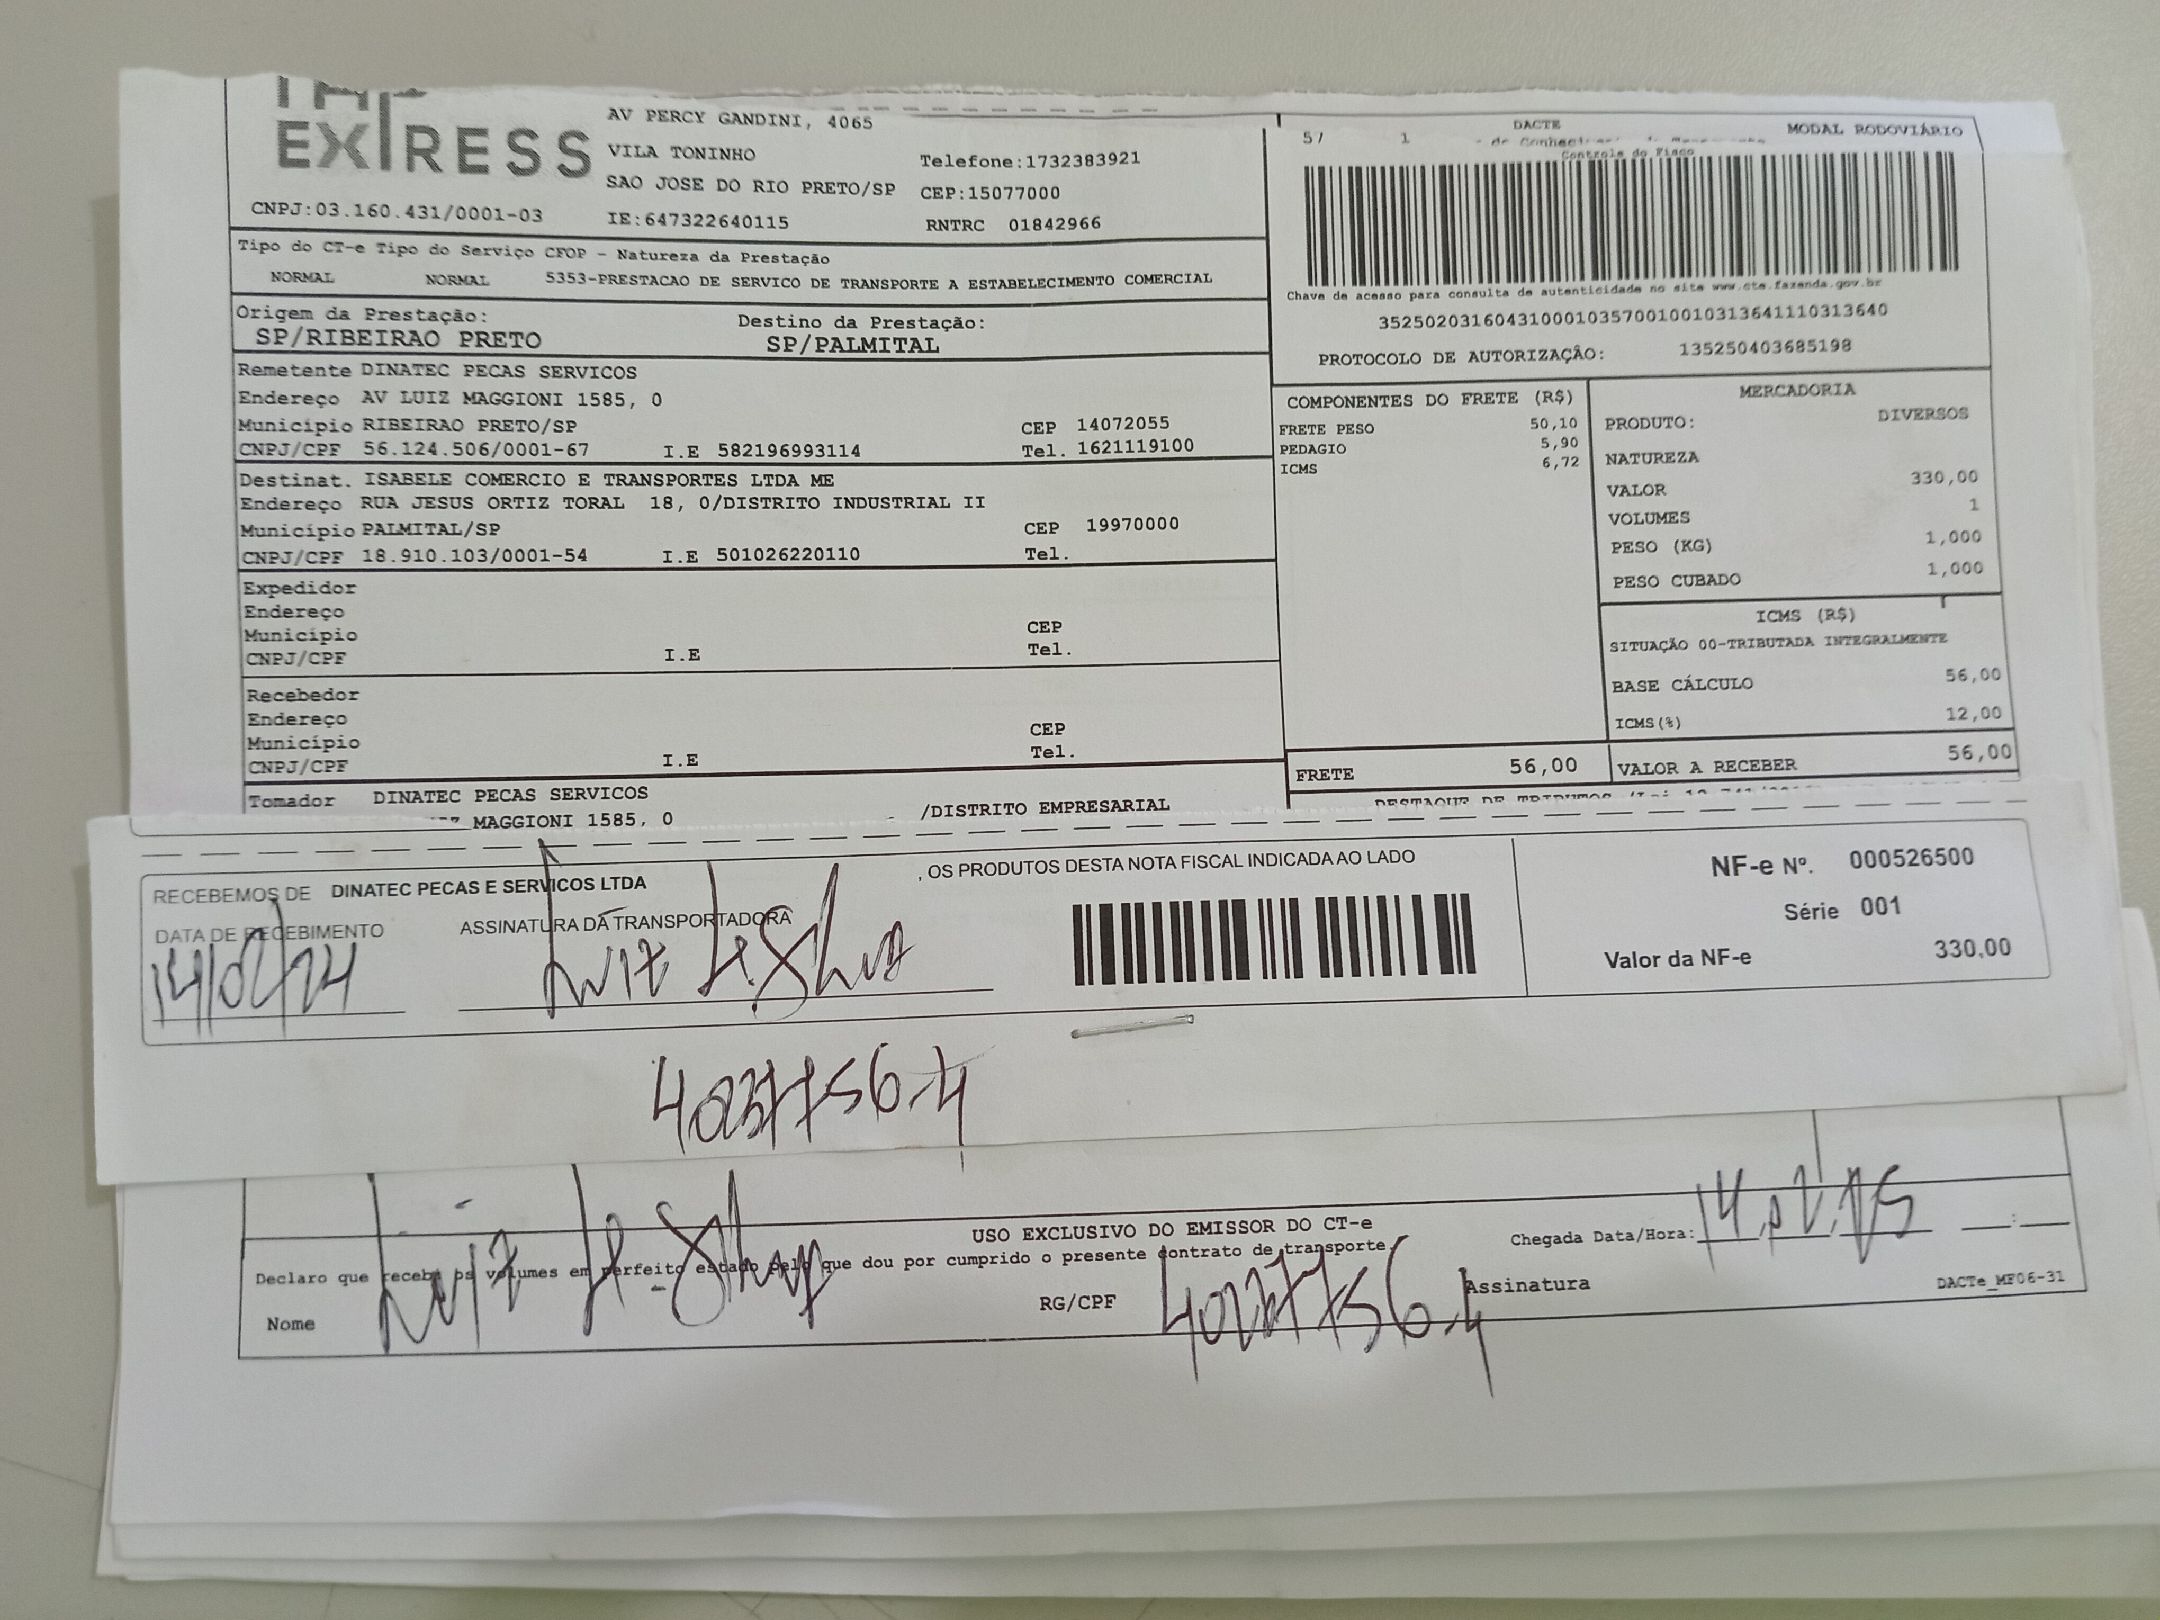 EXPRESS
AV PERCY GANDINI, 4065
VILA TONINHO
Telefone:1732383921
SAO JOSE DO RIO PRETO/SP CEP:15077000
CNPJ:03.160.431/0001-03 IE:647322640115 RNTRC 01842966
57 1 DACTE MODAL RODOVIÁRIO
Controle do Fisco
Chave de acesso para consulta de autenticidade no site www.cte.fazenda.gov.br
35250203160431000103570010010313641110313640
PROTOCOLO DE AUTORIZAÇÃO: 135250403685198
Tipo do CT-e Tipo do Serviço CFOP - Natureza da Prestação
NORMAL NORMAL 5353-PRESTACAO DE SERVICO DE TRANSPORTE A ESTABELECIMENTO COMERCIAL
Origem da Prestação: Destino da Prestação:
SP/RIBEIRAO PRETO SP/PALMITAL
Remetente DINATEC PECAS SERVICOS
Endereço AV LUIZ MAGGIONI 1585, 0
Município RIBEIRAO PRETO/SP CEP 14072055
CNPJ/CPF 56.124.506/0001-67 I.E 582196993114 Tel. 1621119100
Destinat. ISABELE COMERCIO E TRANSPORTES LTDA ME
Endereço RUA JESUS ORTIZ TORAL 18, 0/DISTRITO INDUSTRIAL II
Município PALMITAL/SP CEP 19970000
CNPJ/CPF 18.910.103/0001-54 I.E 501026220110 Tel.
Expedidor
Endereço
Município CEP
CNPJ/CPF I.E Tel.
Recebedor
Endereço
Município CEP
CNPJ/CPF I.E Tel.
Tomador DINATEC PECAS SERVICOS
MAGGIONI 1585, 0 /DISTRITO EMPRESARIAL
COMPONENTES DO FRETE (R$)
FRETE PESO 50,10
PEDAGIO 5,90
ICMS 6,72
MERCADORIA
PRODUTO: DIVERSOS
NATUREZA
VALOR 330,00
VOLUMES 1
PESO (KG) 1,000
PESO CUBADO 1,000
ICMS (R$)
SITUAÇÃO 00-TRIBUTADA INTEGRALMENTE
BASE CÁLCULO 56,00
ICMS(%) 12,00
FRETE 56,00 VALOR A RECEBER 56,00
DESTAQUE DE TRIBUTOS
RECEBEMOS DE DINATEC PECAS E SERVICOS LTDA , OS PRODUTOS DESTA NOTA FISCAL INDICADA AO LADO
DATA DE RECEBIMENTO ASSINATURA DA TRANSPORTADORA
Luiz
NF-e Nº. 000526500
Série 001
Valor da NF-e 330,00
USO EXCLUSIVO DO EMISSOR DO CT-e
Declaro que recebi os volumes em perfeito estado pelo que dou por cumprido o presente contrato de transporte.
Chegada Data/Hora:
Nome Luiz RG/CPF Assinatura
DACTe_MF06-31